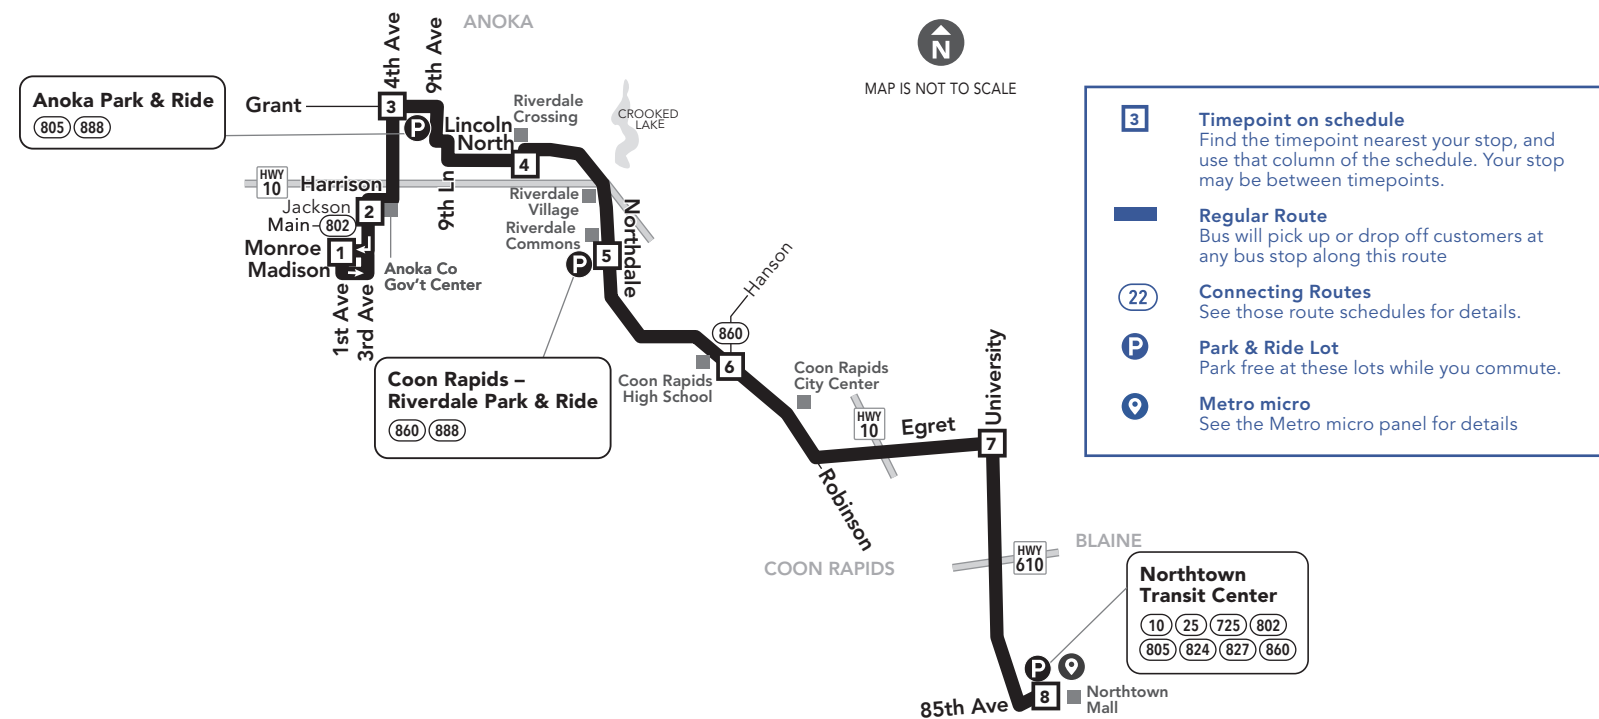 ANOKA
4th Ave
9th Ave
N
MAP IS NOT TO SCALE
Anoka Park & Ride
805 888
Grant
3
P
Lincoln
North
Riverdale
Crossing
CROOKED
LAKE
4
HWY
10
Harrison
Jackson
2
Main
802
Monroe
1
Madison
9th Ln
Anoka Co
Gov't Center
1st Ave
3rd Ave
Riverdale
Village
Riverdale
Commons
P
5
Northdale
Hanson
860
6
Coon Rapids –
Riverdale Park & Ride
860 888
Coon Rapids
High School
Coon Rapids
City Center
HWY
10
Egret
University
7
Robinson
COON RAPIDS
HWY
610
BLAINE
Northtown
Transit Center
10 25 725 802
805 824 827 860
P
85th Ave
8
Northtown
Mall
3
Timepoint on schedule
Find the timepoint nearest your stop, and
use that column of the schedule. Your stop
may be between timepoints.
Regular Route
Bus will pick up or drop off customers at
any bus stop along this route
22
Connecting Routes
See those route schedules for details.
P
Park & Ride Lot
Park free at these lots while you commute.
Metro micro
See the Metro micro panel for details